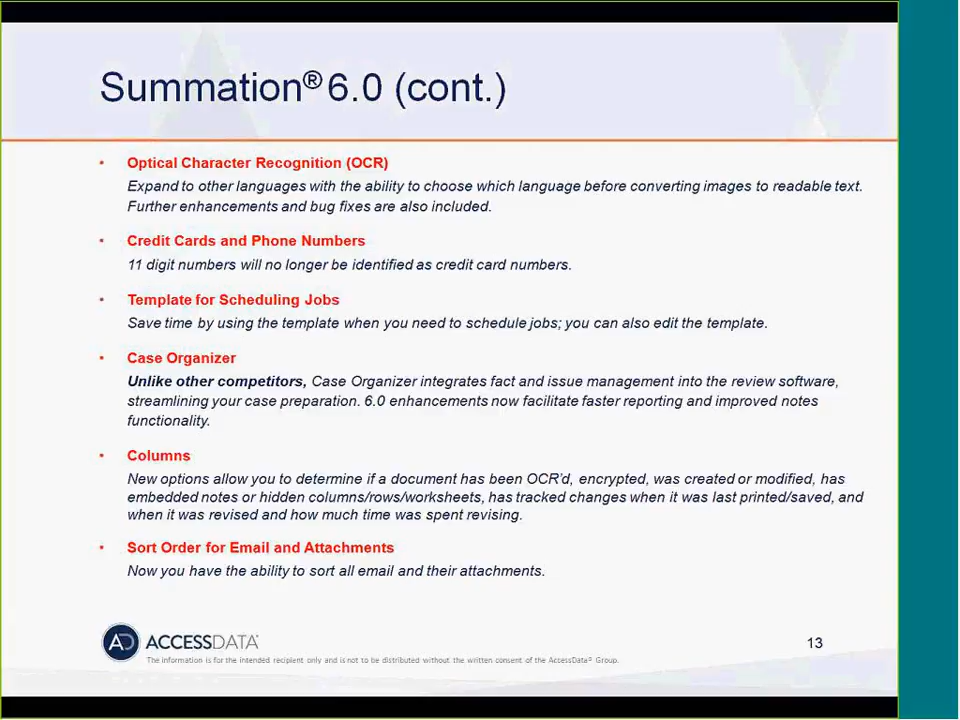 Summation® 6.0 (cont.)
• Optical Character Recognition (OCR)
Expand to other languages with the ability to choose which language before converting images to readable text.
Further enhancements and bug fixes are also included.
• Credit Cards and Phone Numbers
11 digit numbers will no longer be identified as credit card numbers.
• Template for Scheduling Jobs
Save time by using the template when you need to schedule jobs; you can also edit the template.
• Case Organizer
Unlike other competitors, Case Organizer integrates fact and issue management into the review software,
streamlining your case preparation. 6.0 enhancements now facilitate faster reporting and improved notes
functionality.
• Columns
New options allow you to determine if a document has been OCR'd, encrypted, was created or modified, has
embedded notes or hidden columns/rows/worksheets, has tracked changes when it was last printed/saved, and
when it was revised and how much time was spent revising.
• Sort Order for Email and Attachments
Now you have the ability to sort all email and their attachments.
AD ACCESSDATA
13
The information is for the intended recipient only and is not to be distributed without the written consent of the AccessData® Group.